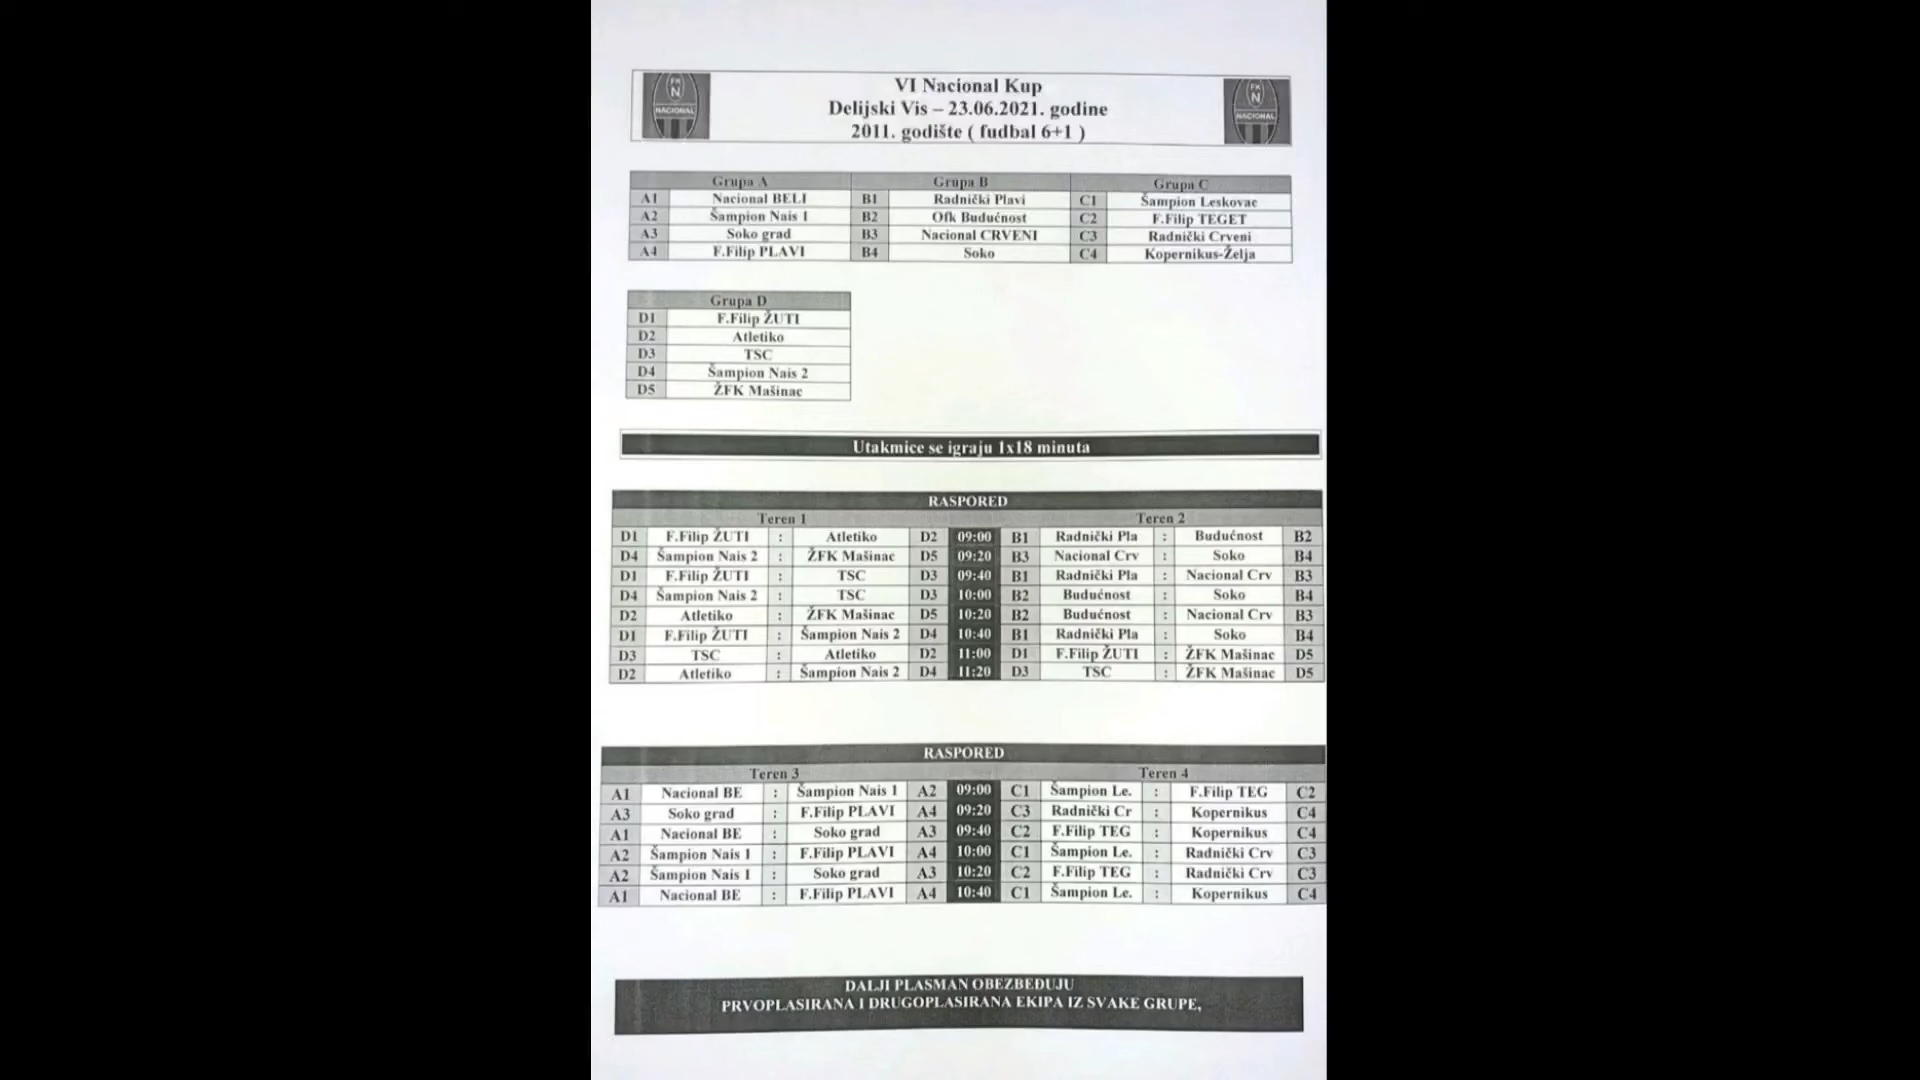 VI Nacional Kup
Delijski Vis – 23.06.2021. godine
2011. godište ( fudbal 6+1 )
FK N NACIONAL
FK N NACIONAL
Grupa A Grupa B Grupa C
A1 Nacional BELI B1 Radnički Plavi C1 Šampion Leskovac
A2 Šampion Nais 1 B2 Ofk Budućnost C2 F.Filip TEGET
A3 Soko grad B3 Nacional CRVENI C3 Radnički Crveni
A4 F.Filip PLAVI B4 Soko C4 Kopernikus-Želja
Grupa D
D1 F.Filip ŽUTI
D2 Atletiko
D3 TSC
D4 Šampion Nais 2
D5 ŽFK Mašinac
Utakmice se igraju 1x18 minuta
RASPORED
Teren 1 Teren 2
D1 F.Filip ŽUTI : Atletiko D2 09:00 B1 Radnički Pla : Budućnost B2
D4 Šampion Nais 2 : ŽFK Mašinac D5 09:20 B3 Nacional Crv : Soko B4
D1 F.Filip ŽUTI : TSC D3 09:40 B1 Radnički Pla : Nacional Crv B3
D4 Šampion Nais 2 : TSC D3 10:00 B2 Budućnost : Soko B4
D2 Atletiko : ŽFK Mašinac D5 10:20 B2 Budućnost : Nacional Crv B3
D1 F.Filip ŽUTI : Šampion Nais 2 D4 10:40 B1 Radnički Pla : Soko B4
D3 TSC : Atletiko D2 11:00 D1 F.Filip ŽUTI : ŽFK Mašinac D5
D2 Atletiko : Šampion Nais 2 D4 11:20 D3 TSC : ŽFK Mašinac D5
RASPORED
Teren 3 Teren 4
A1 Nacional BE : Šampion Nais 1 A2 09:00 C1 Šampion Le. : F.Filip TEG C2
A3 Soko grad : F.Filip PLAVI A4 09:20 C3 Radnički Cr : Kopernikus C4
A1 Nacional BE : Soko grad A3 09:40 C2 F.Filip TEG : Kopernikus C4
A2 Šampion Nais 1 : F.Filip PLAVI A4 10:00 C1 Šampion Le. : Radnički Crv C3
A2 Šampion Nais 1 : Soko grad A3 10:20 C2 F.Filip TEG : Radnički Crv C3
A1 Nacional BE : F.Filip PLAVI A4 10:40 C1 Šampion Le. : Kopernikus C4
DALJI PLASMAN OBEZBEĐUJU
PRVOPLASIRANA I DRUGOPLASIRANA EKIPA IZ SVAKE GRUPE,